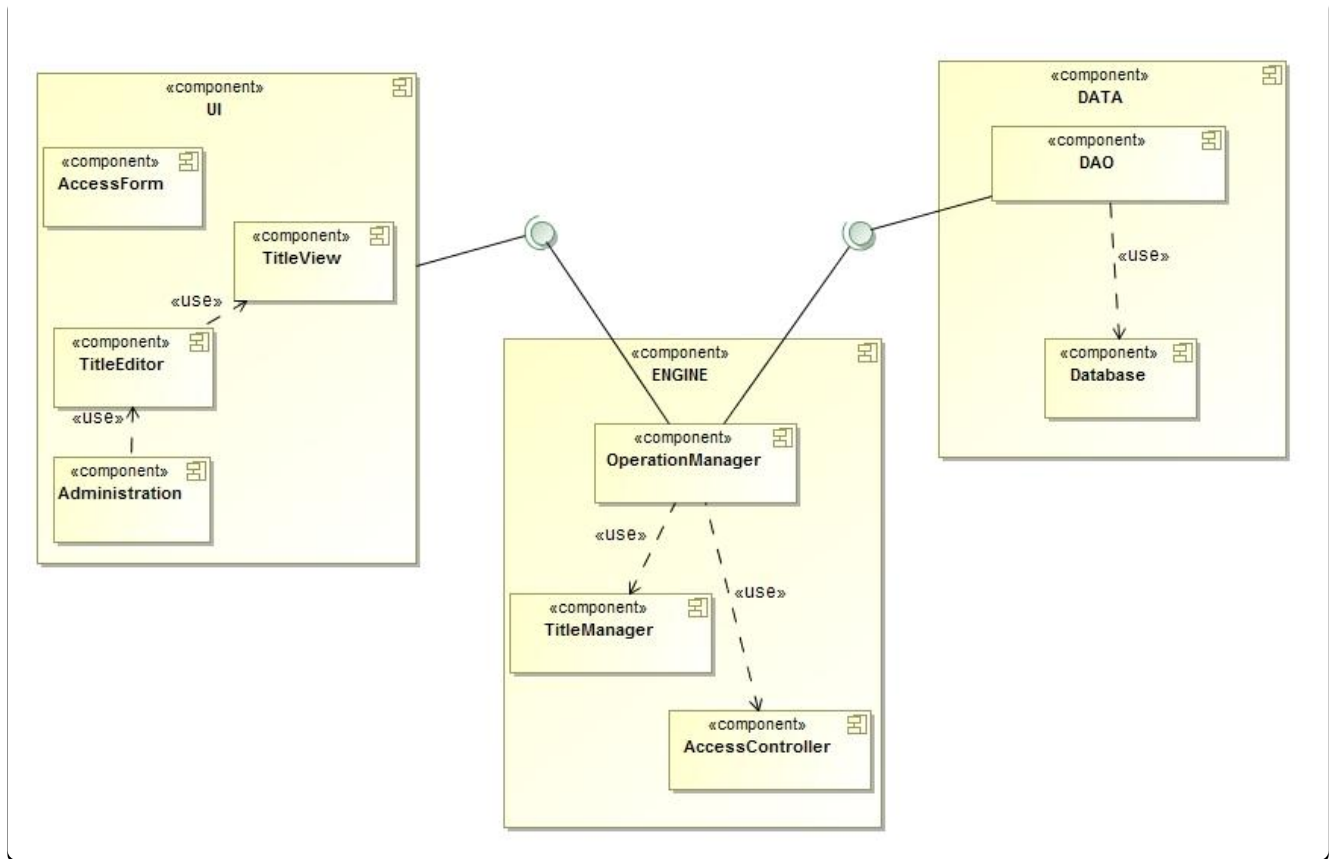 «component»
UI
«component»
AccessForm
«component»
TitleView
«use»
«component»
TitleEditor
«use»
«component»
Administration
«component»
ENGINE
«component»
OperationManager
«use»
«use»
«component»
TitleManager
«component»
AccessController
«component»
DATA
«component»
DAO
«use»
«component»
Database